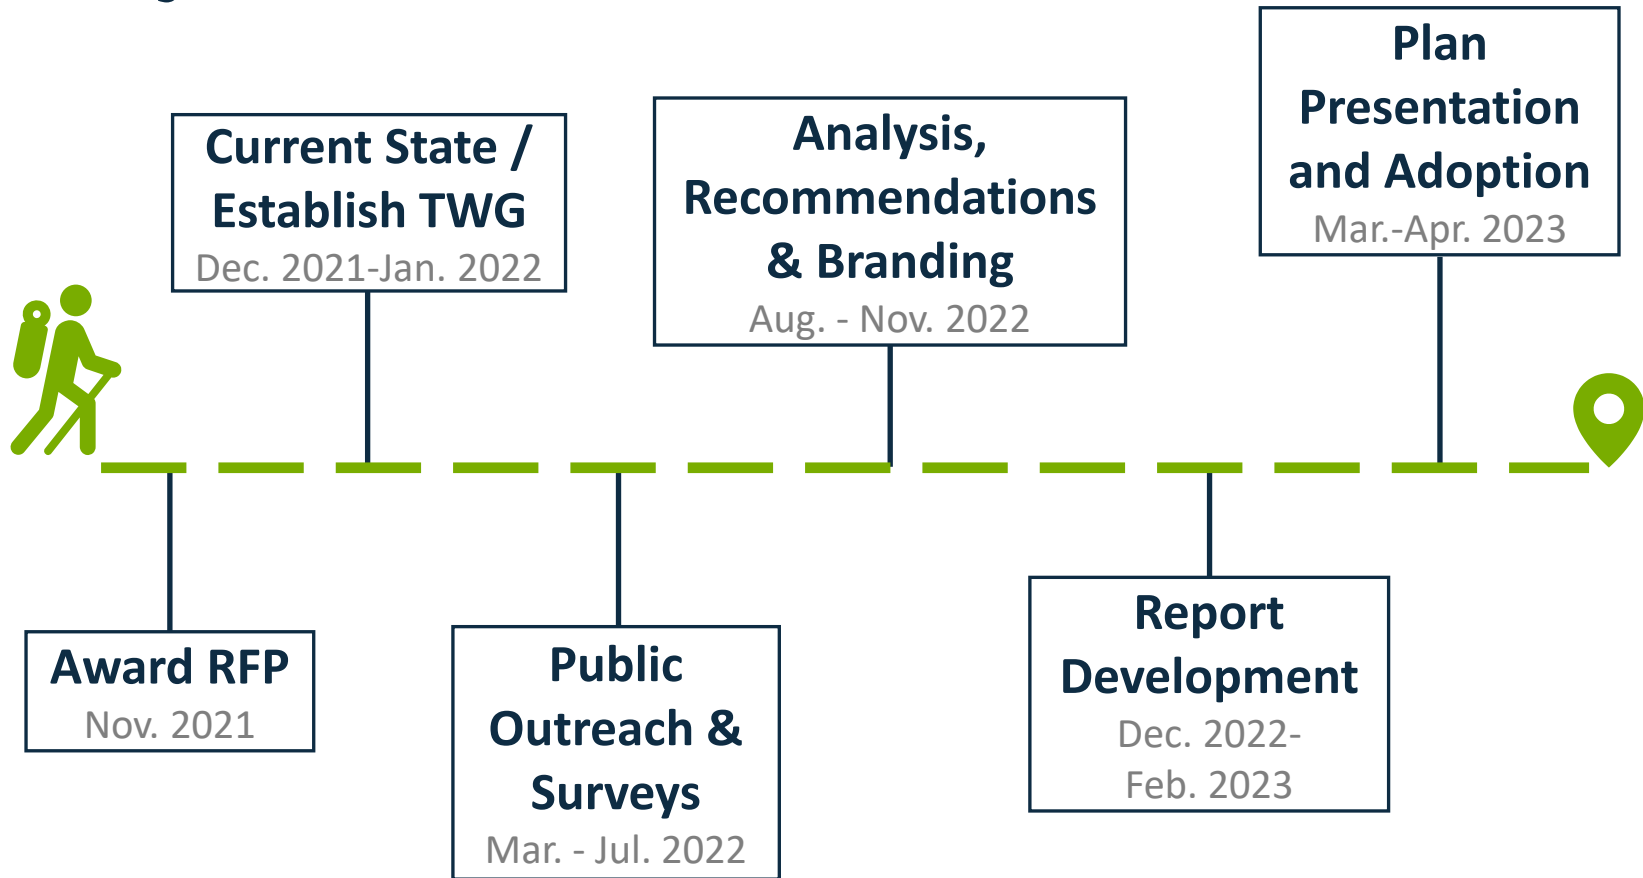 Current State /
Establish TWG
Dec. 2021-Jan. 2022
Analysis,
Recommendations
& Branding
Aug. - Nov. 2022
Plan
Presentation
and Adoption
Mar.-Apr. 2023
Award RFP
Nov. 2021
Public
Outreach &
Surveys
Mar. - Jul. 2022
Report
Development
Dec. 2022-
Feb. 2023